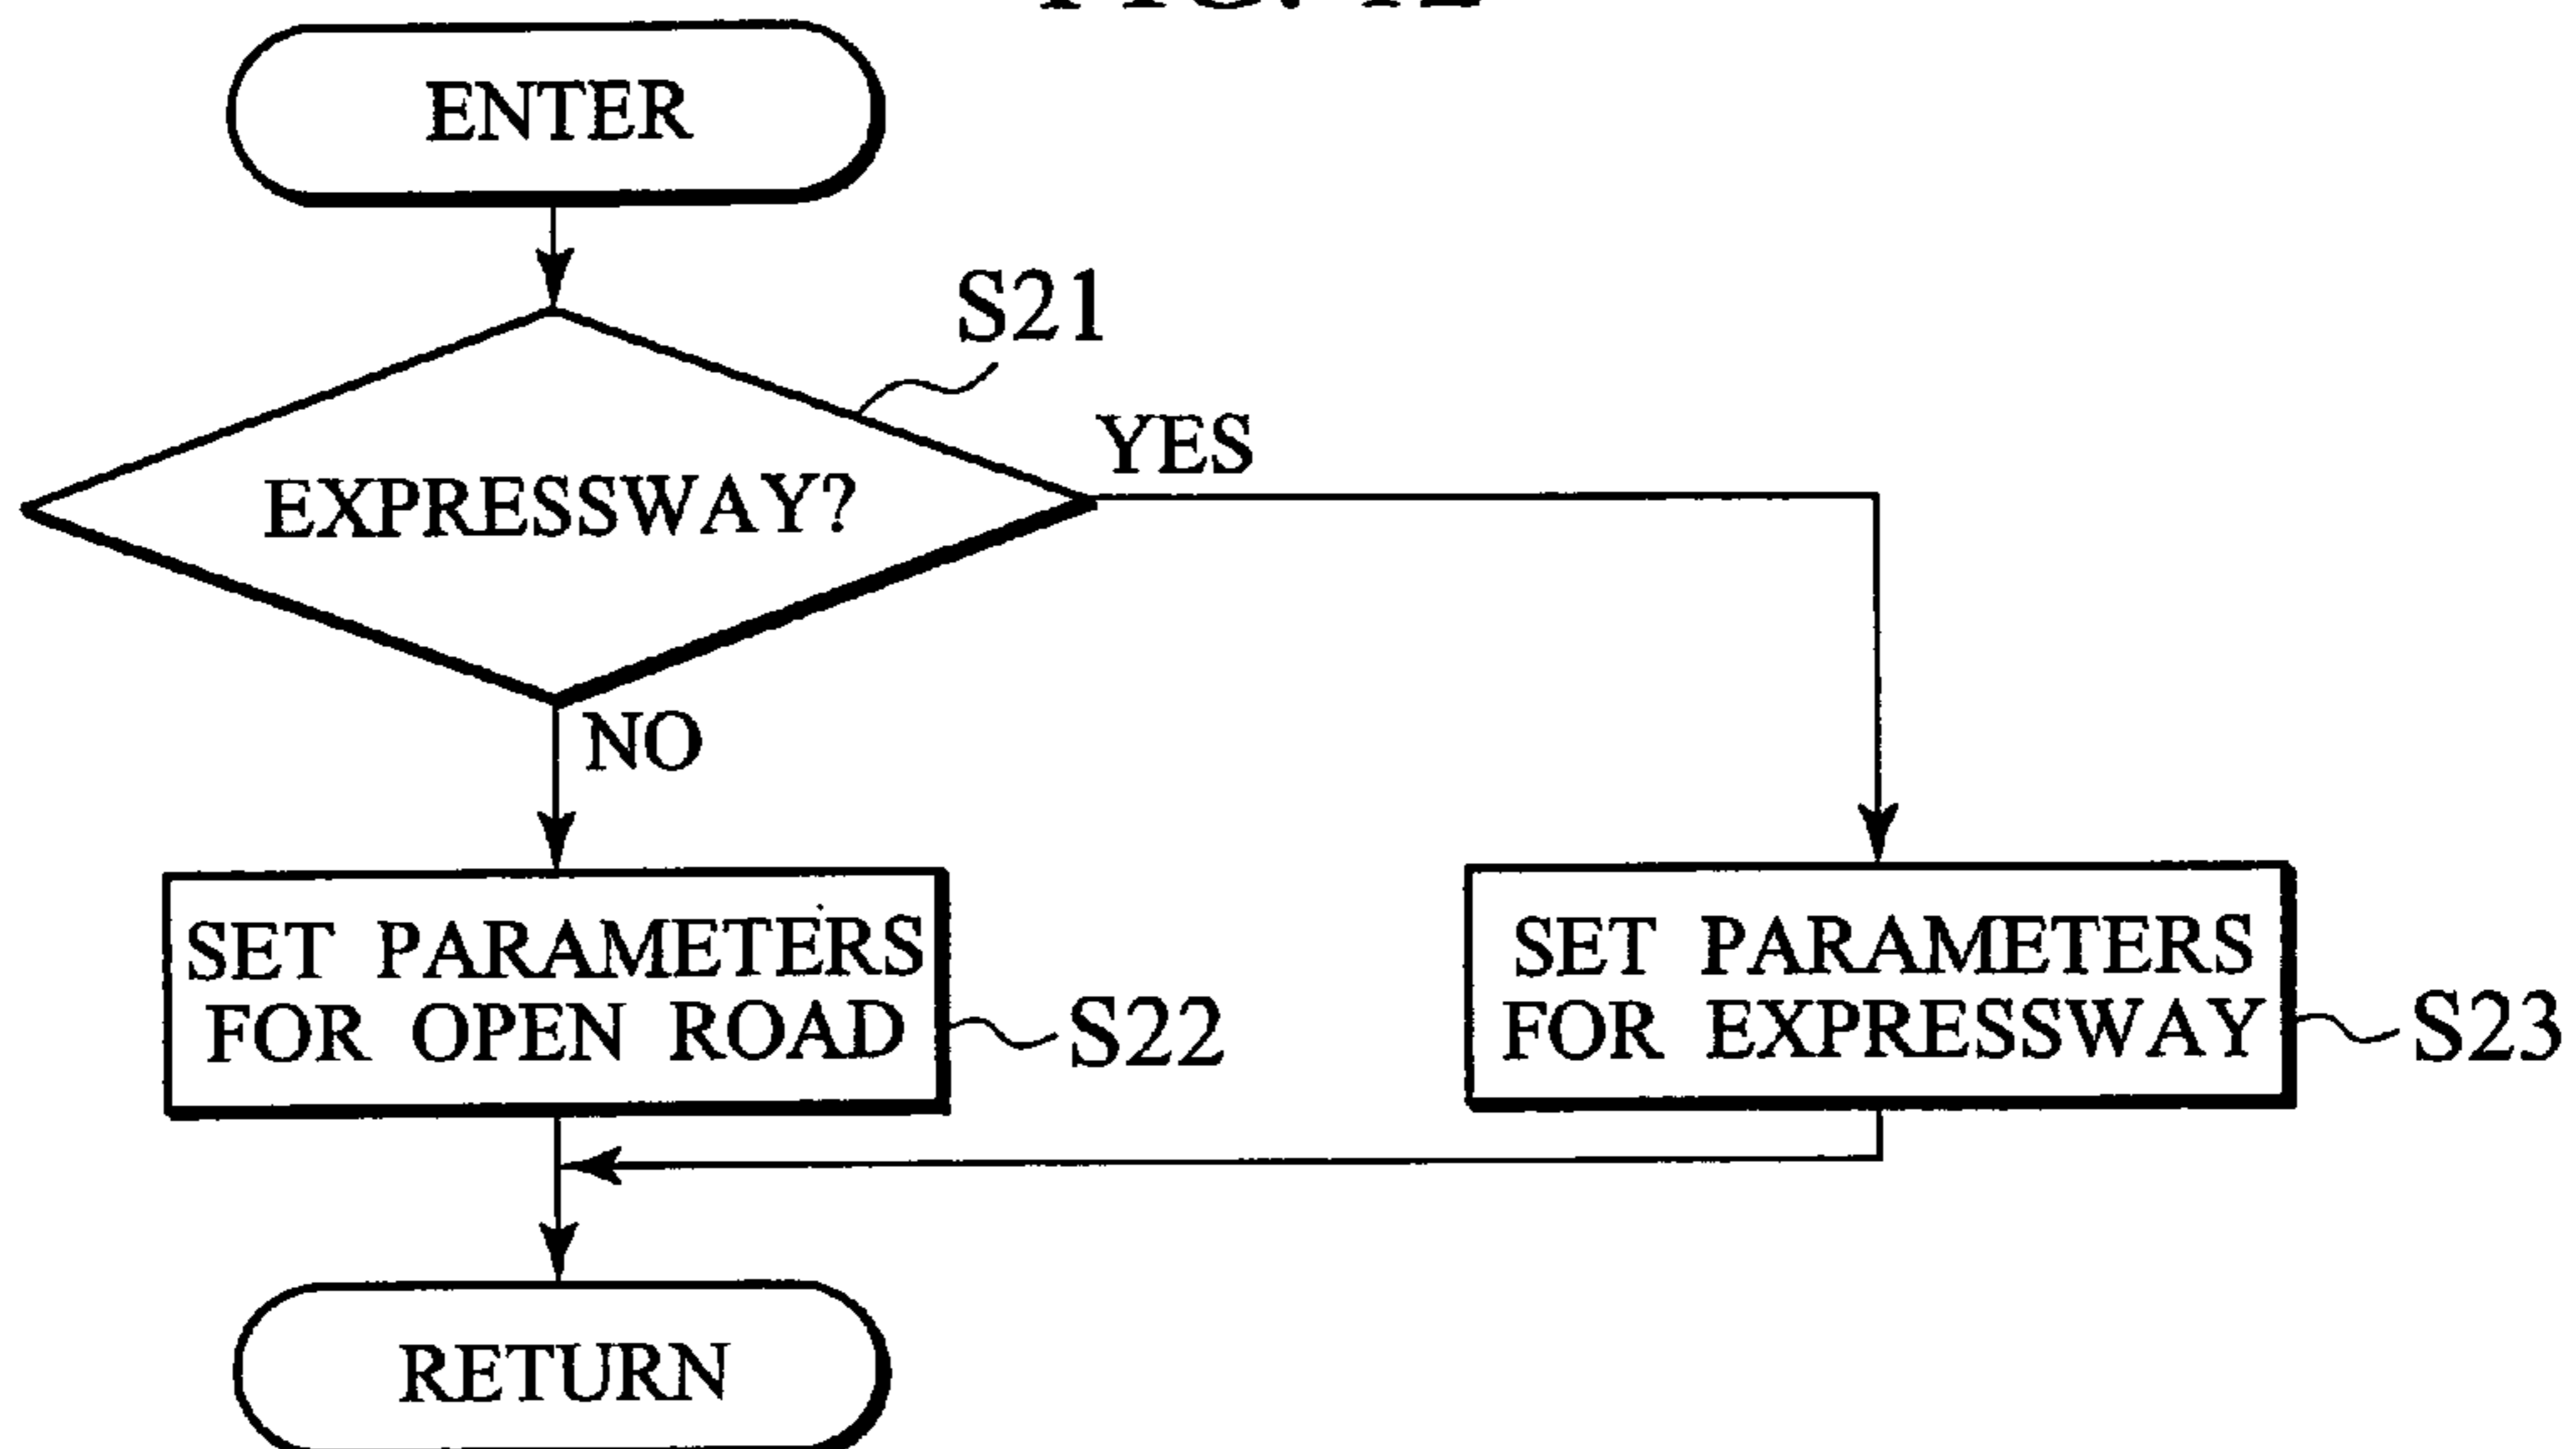 ENTER
S21
YES
EXPRESSWAY?
NO
SET PARAMETERS
FOR OPEN ROAD
S22
SET PARAMETERS
FOR EXPRESSWAY
S23
RETURN